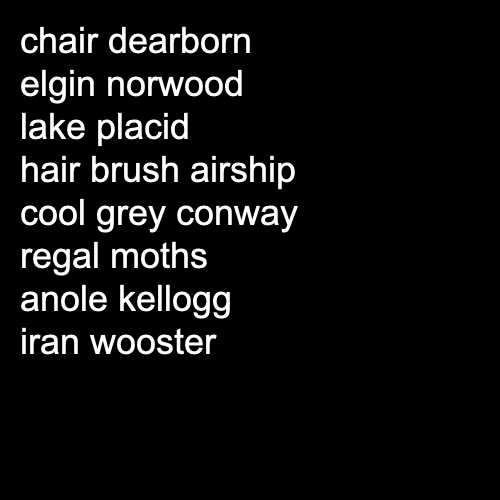 chair dearborn
elgin norwood
lake placid
hair brush airship
cool grey conway
regal moths
anole kellogg
iran wooster